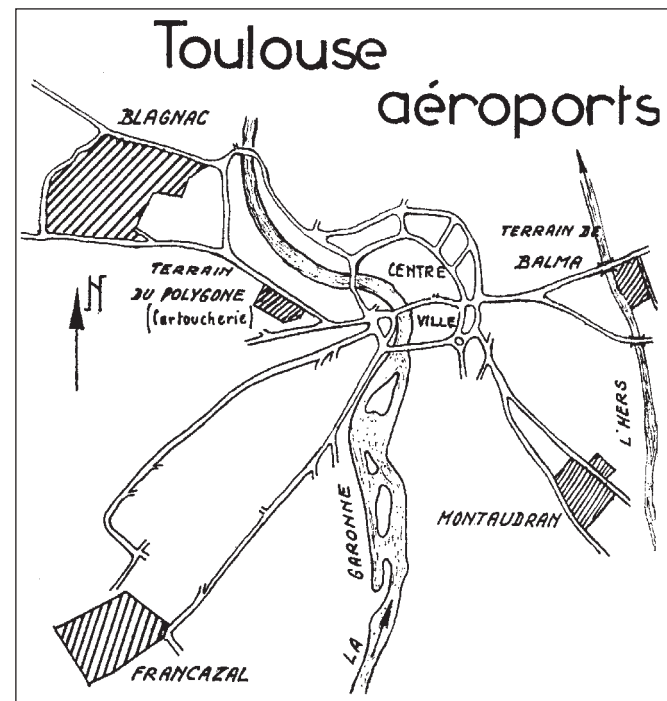 Toulouse
aéroports
BLAGNAC
TERRAIN DE
BALMA
CENTRE
VILLE
TERRAIN
DU POLYGONE
(Cartoucherie)
N
L'HERS
MONTAUDRAN
LA GARONNE
FRANCAZAL